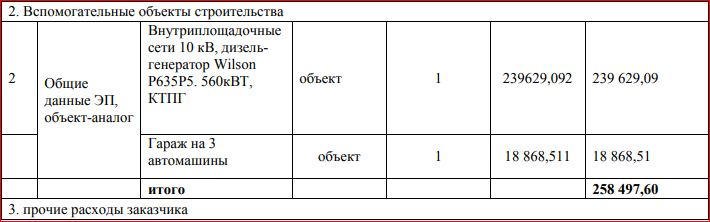 2. Вспомогательные объекты строительства
2
Общие
данные ЭП,
объект-аналог
Внутриплощадочные
сети 10 кВ, дизель-
генератор Wilson
P635P5. 560кВТ,
КТПГ
объект
1
239629,092
239 629,09
Гараж на 3
автомашины
объект
1
18 868,511
18 868,51
итого
258 497,60
3. прочие расходы заказчика